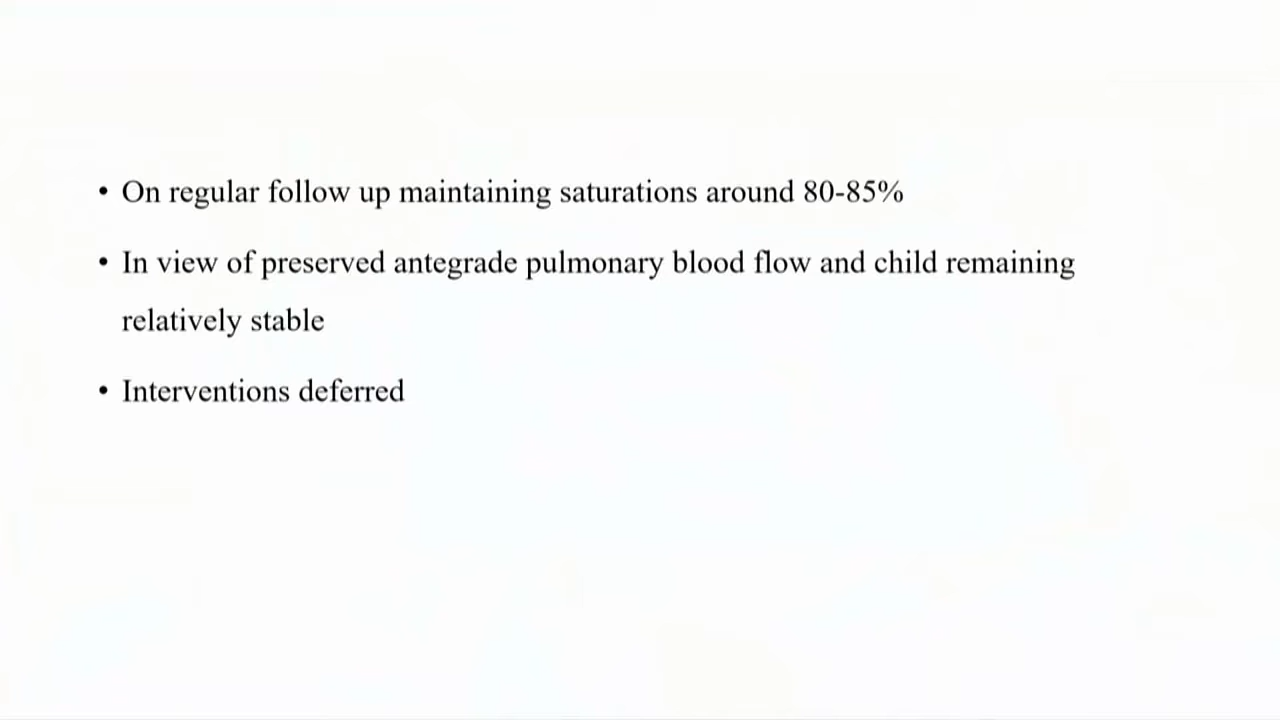 • On regular follow up maintaining saturations around 80-85%
• In view of preserved antegrade pulmonary blood flow and child remaining
relatively stable
• Interventions deferred